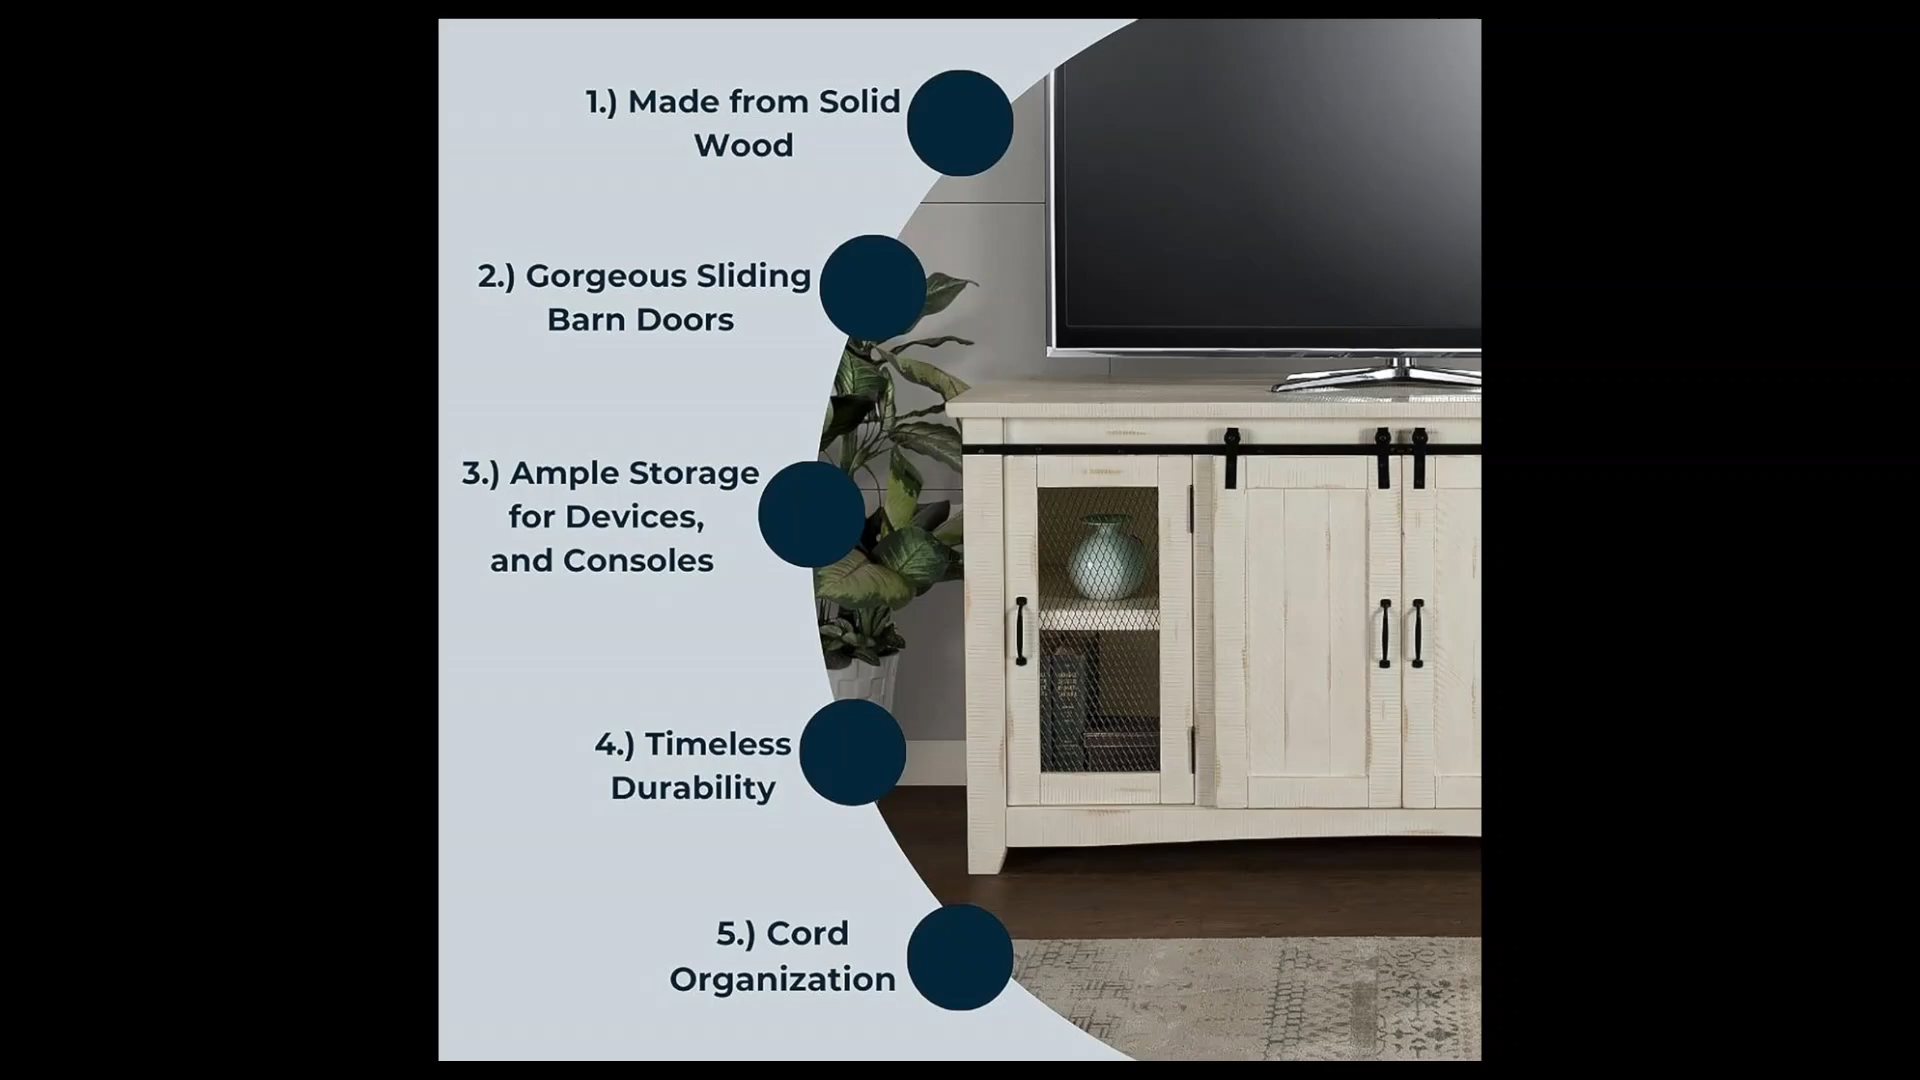 1.) Made from Solid
Wood
2.) Gorgeous Sliding
Barn Doors
3.) Ample Storage
for Devices,
and Consoles
4.) Timeless
Durability
5.) Cord
Organization